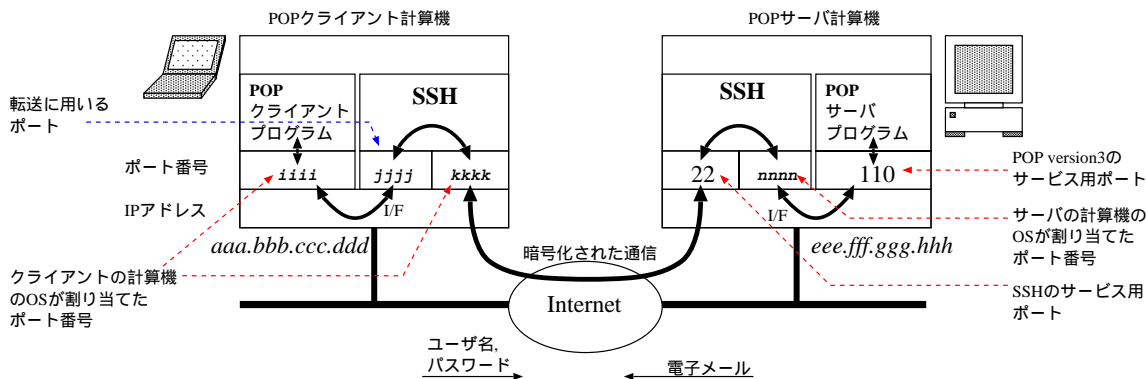 POPクライアント計算機
POPサーバ計算機
POP
クライアント
プログラム
SSH
SSH
POP
サーバ
プログラム
転送に用いる
ポート
ポート番号
iiii
jjjj
kkkk
22
nnnn
110
POP version3の
サービス用ポート
IPアドレス
I/F
I/F
aaa.bbb.ccc.ddd
eee.fff.ggg.hhh
サーバの計算機の
OSが割り当てた
ポート番号
暗号化された通信
クライアントの計算機
のOSが割り当てた
ポート番号
Internet
SSHのサービス用
ポート
ユーザ名,
パスワード
電子メール